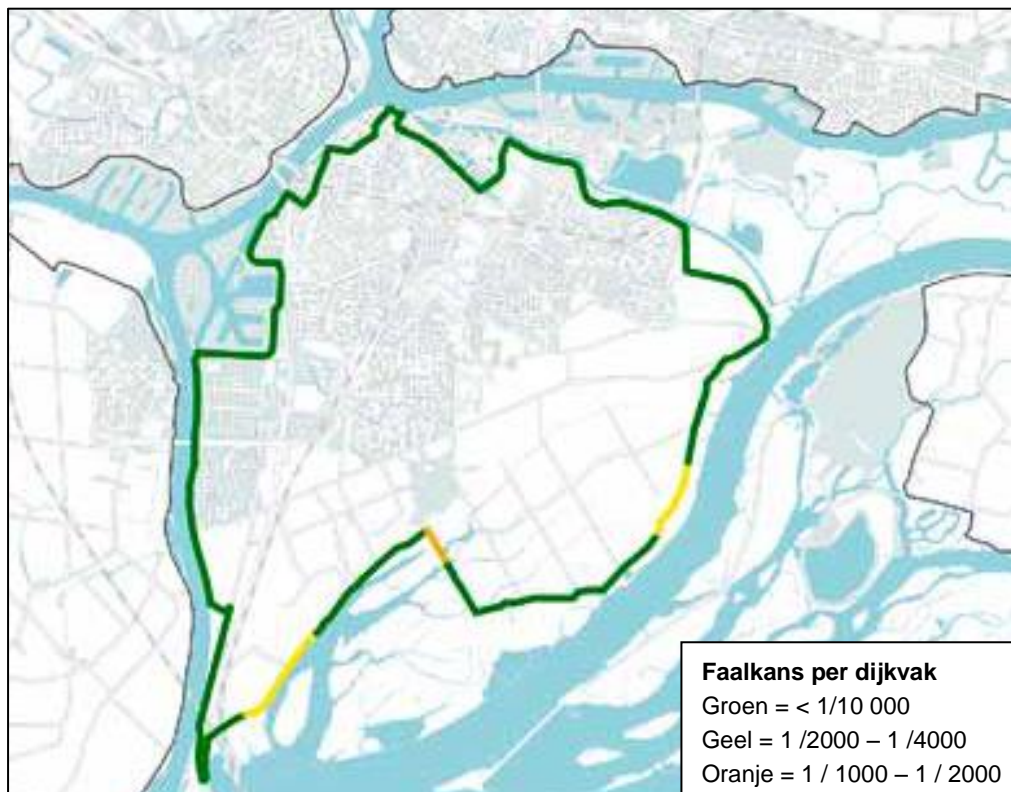 Faalkans per dijkvak
Groen = < 1/10 000
Geel = 1 /2000 – 1 /4000
Oranje = 1 / 1000 – 1 / 2000